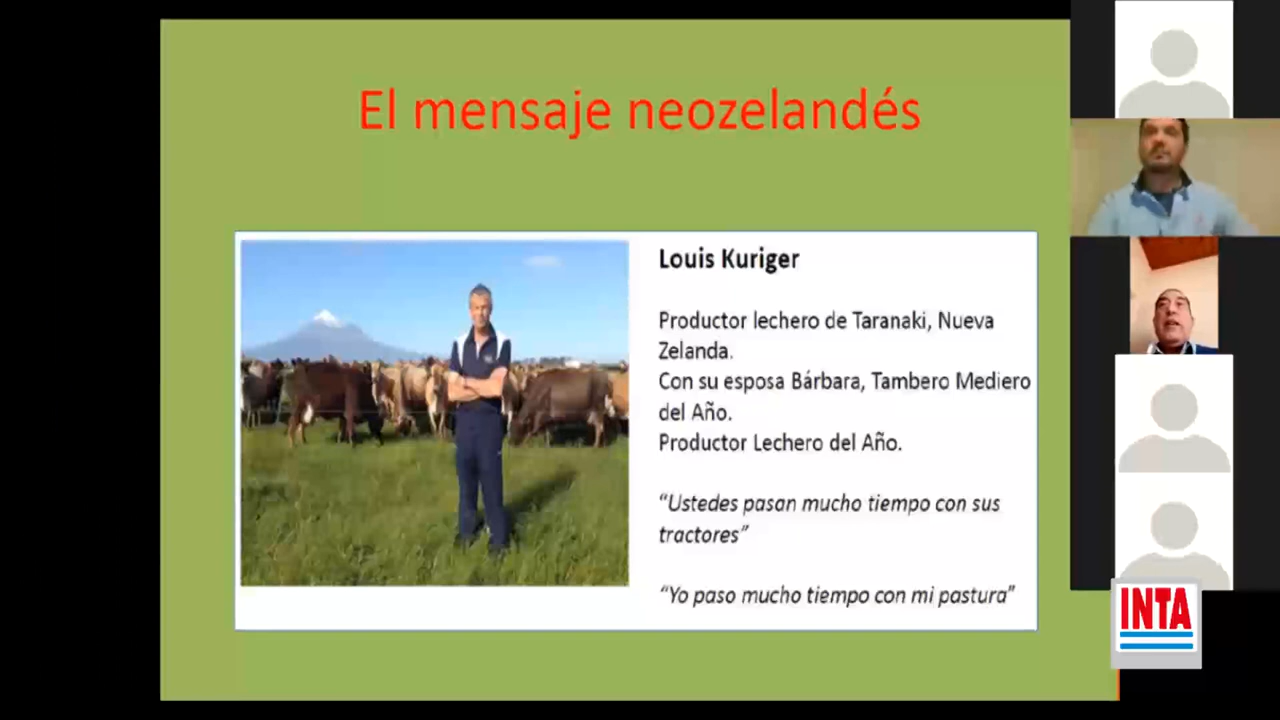 El mensaje neozelandés
Louis Kuriger
Productor lechero de Taranaki, Nueva
Zelanda.
Con su esposa Bárbara, Tambero Mediero
del Año.
Productor Lechero del Año.
“Ustedes pasan mucho tiempo con sus
tractores”
“Yo paso mucho tiempo con mi pastura”
INTA